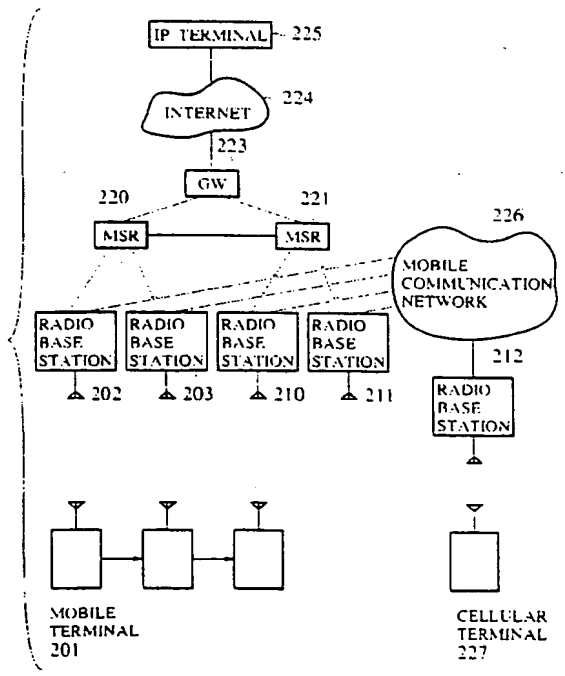 IP TERMINAL
225
INTERNET
224
223
GW
220
221
MSR
MSR
226
MOBILE
COMMUNICATION
NETWORK
RADIO
BASE
STATION
RADIO
BASE
STATION
RADIO
BASE
STATION
RADIO
BASE
STATION
202
203
210
211
212
RADIO
BASE
STATION
MOBILE
TERMINAL
201
CELLULAR
TERMINAL
227